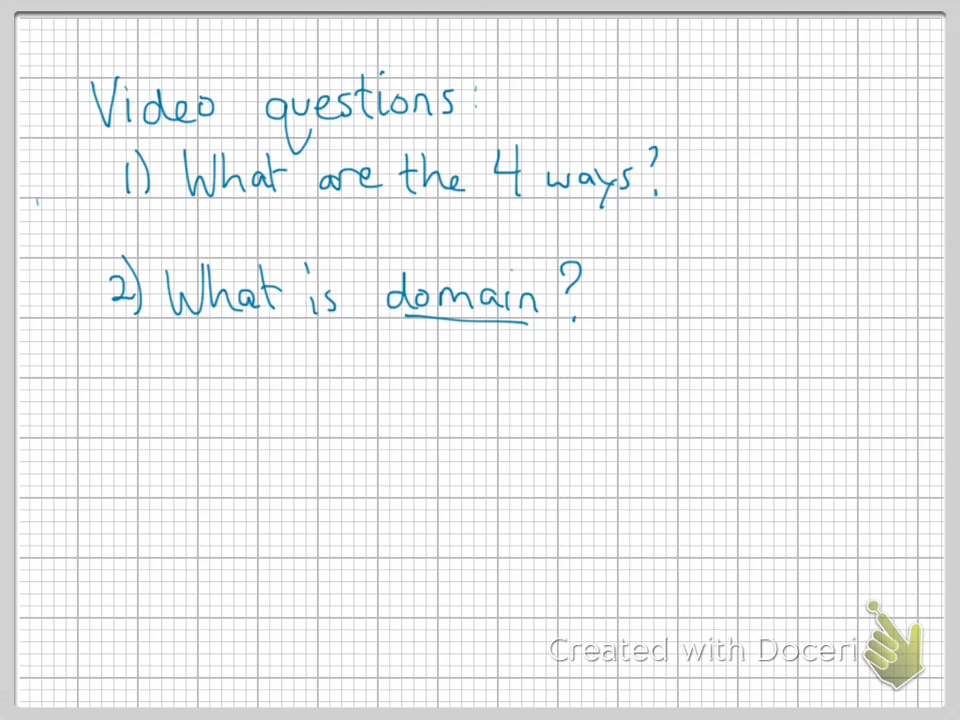 Video questions:
1) What are the 4 ways?
2) What is domain?
Created with Doceri